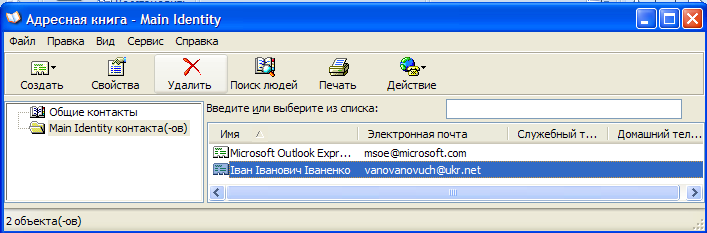 Адресная книга - Main Identity
Файл Правка Вид Сервис Справка
Создать Свойства Удалить Поиск людей Печать Действие
Общие контакты
Main Identity контакта(-ов)
Введите или выберите из списка:
Имя Электронная почта Служебный т... Домашний тел...
Microsoft Outlook Expr... msoe@microsoft.com
Іван Іванович Іваненко vanovanovuch@ukr.net
2 объекта(-ов)